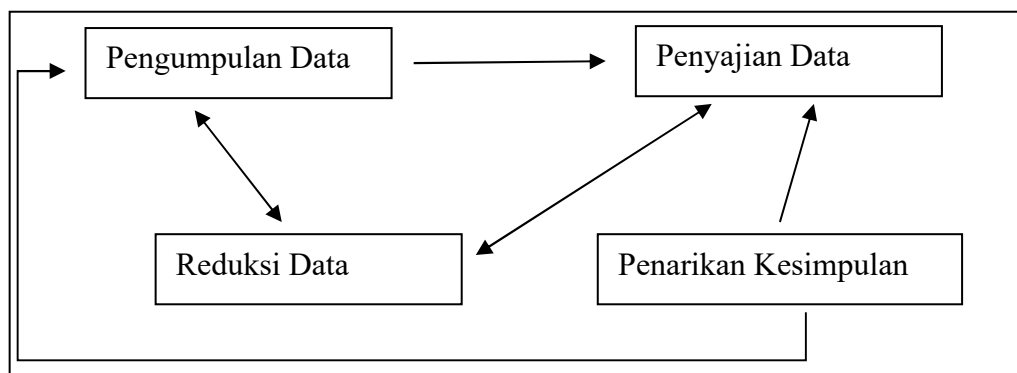 Pengumpulan Data
Penyajian Data
Reduksi Data
Penarikan Kesimpulan